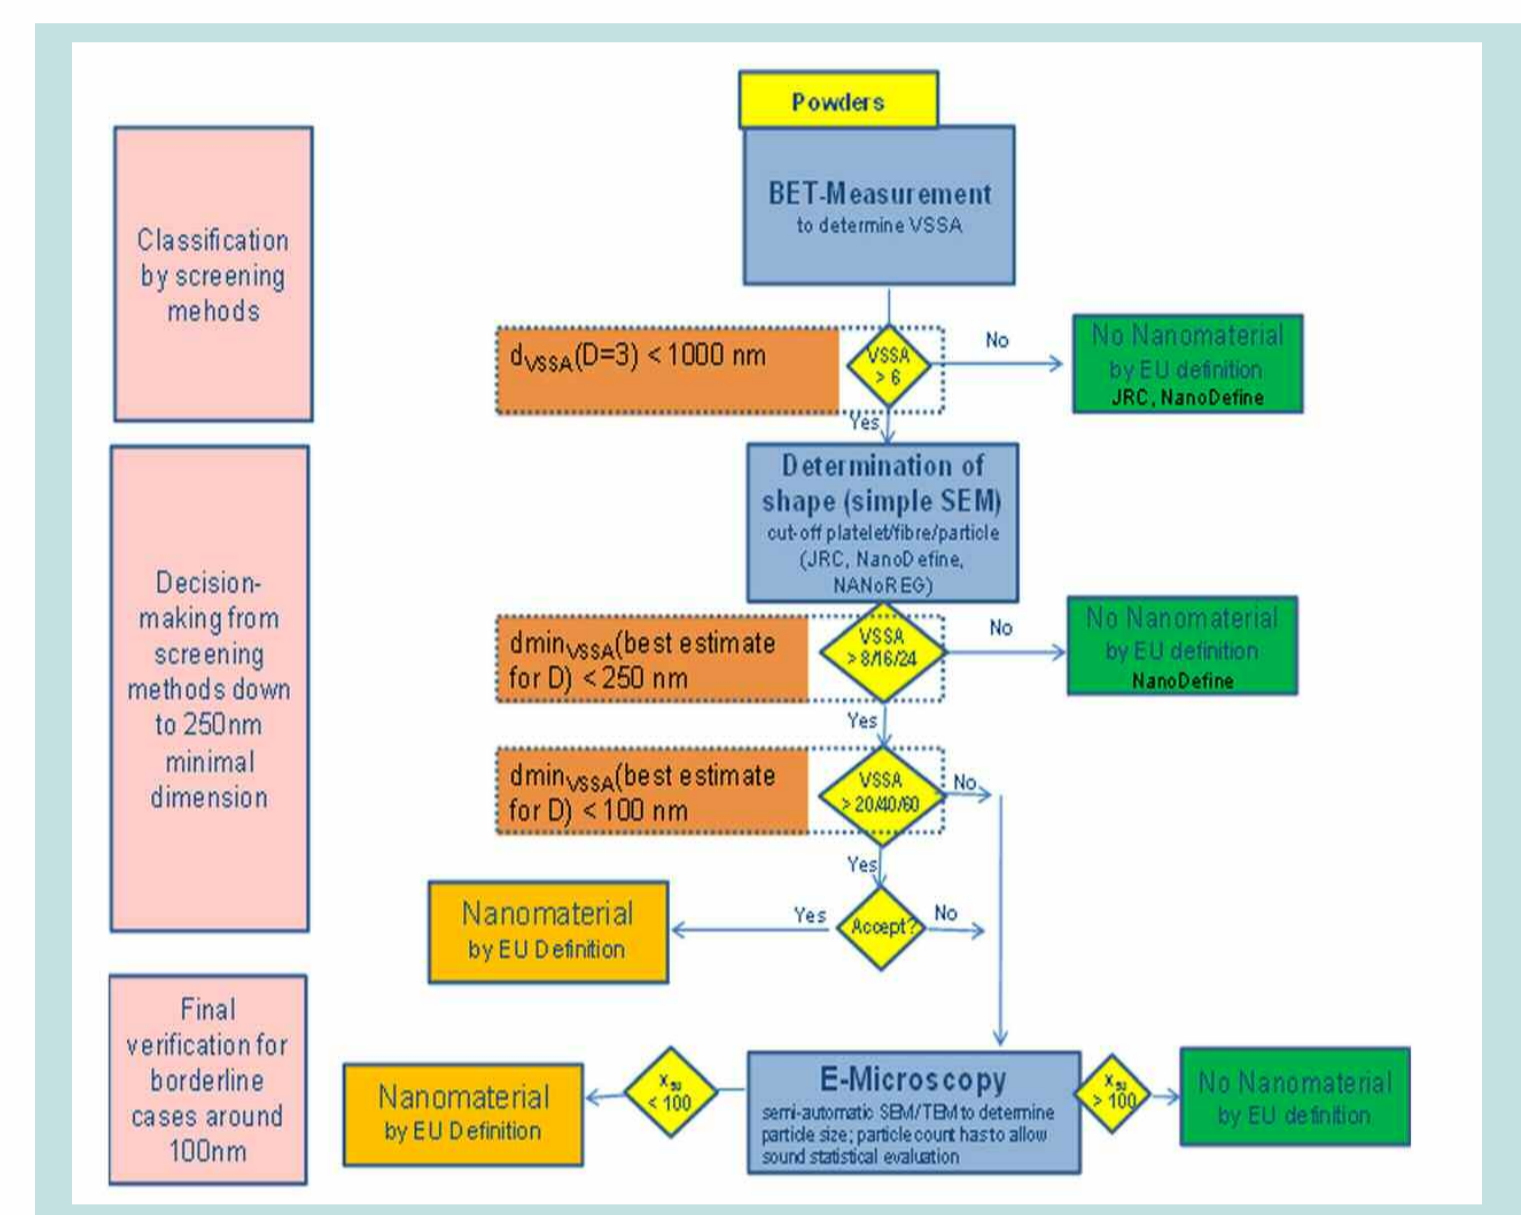 Powders
BET-Measurement
to determine VSSA
Classification
by screening
mehods
dVSSA(D=3) < 1000 nm
VSSA
> 6
No
No Nanomaterial
by EU definition
JRC, NanoDefine
Yes
Determination of
shape (simple SEM)
cut-off platelet/fibre/particle
(JRC, NanoDefine,
NANoREG)
Decision-
making from
screening
methods down
to 250nm
minimal
dimension
dminVSSA(best estimate
for D) < 250 nm
VSSA
> 8/16/24
No
No Nanomaterial
by EU definition
NanoDefine
Yes
dminVSSA(best estimate
for D) < 100 nm
VSSA
> 20/40/60
No
Yes
Nanomaterial
by EU Definition
Yes
Accept?
No
Final
verification for
borderline
cases around
100nm
Nanomaterial
by EU Definition
x50
< 100
E-Microscopy
semi-automatic SEM/TEM to determine
particle size; particle count has to allow
sound statistical evaluation
x50
> 100
No Nanomaterial
by EU definition